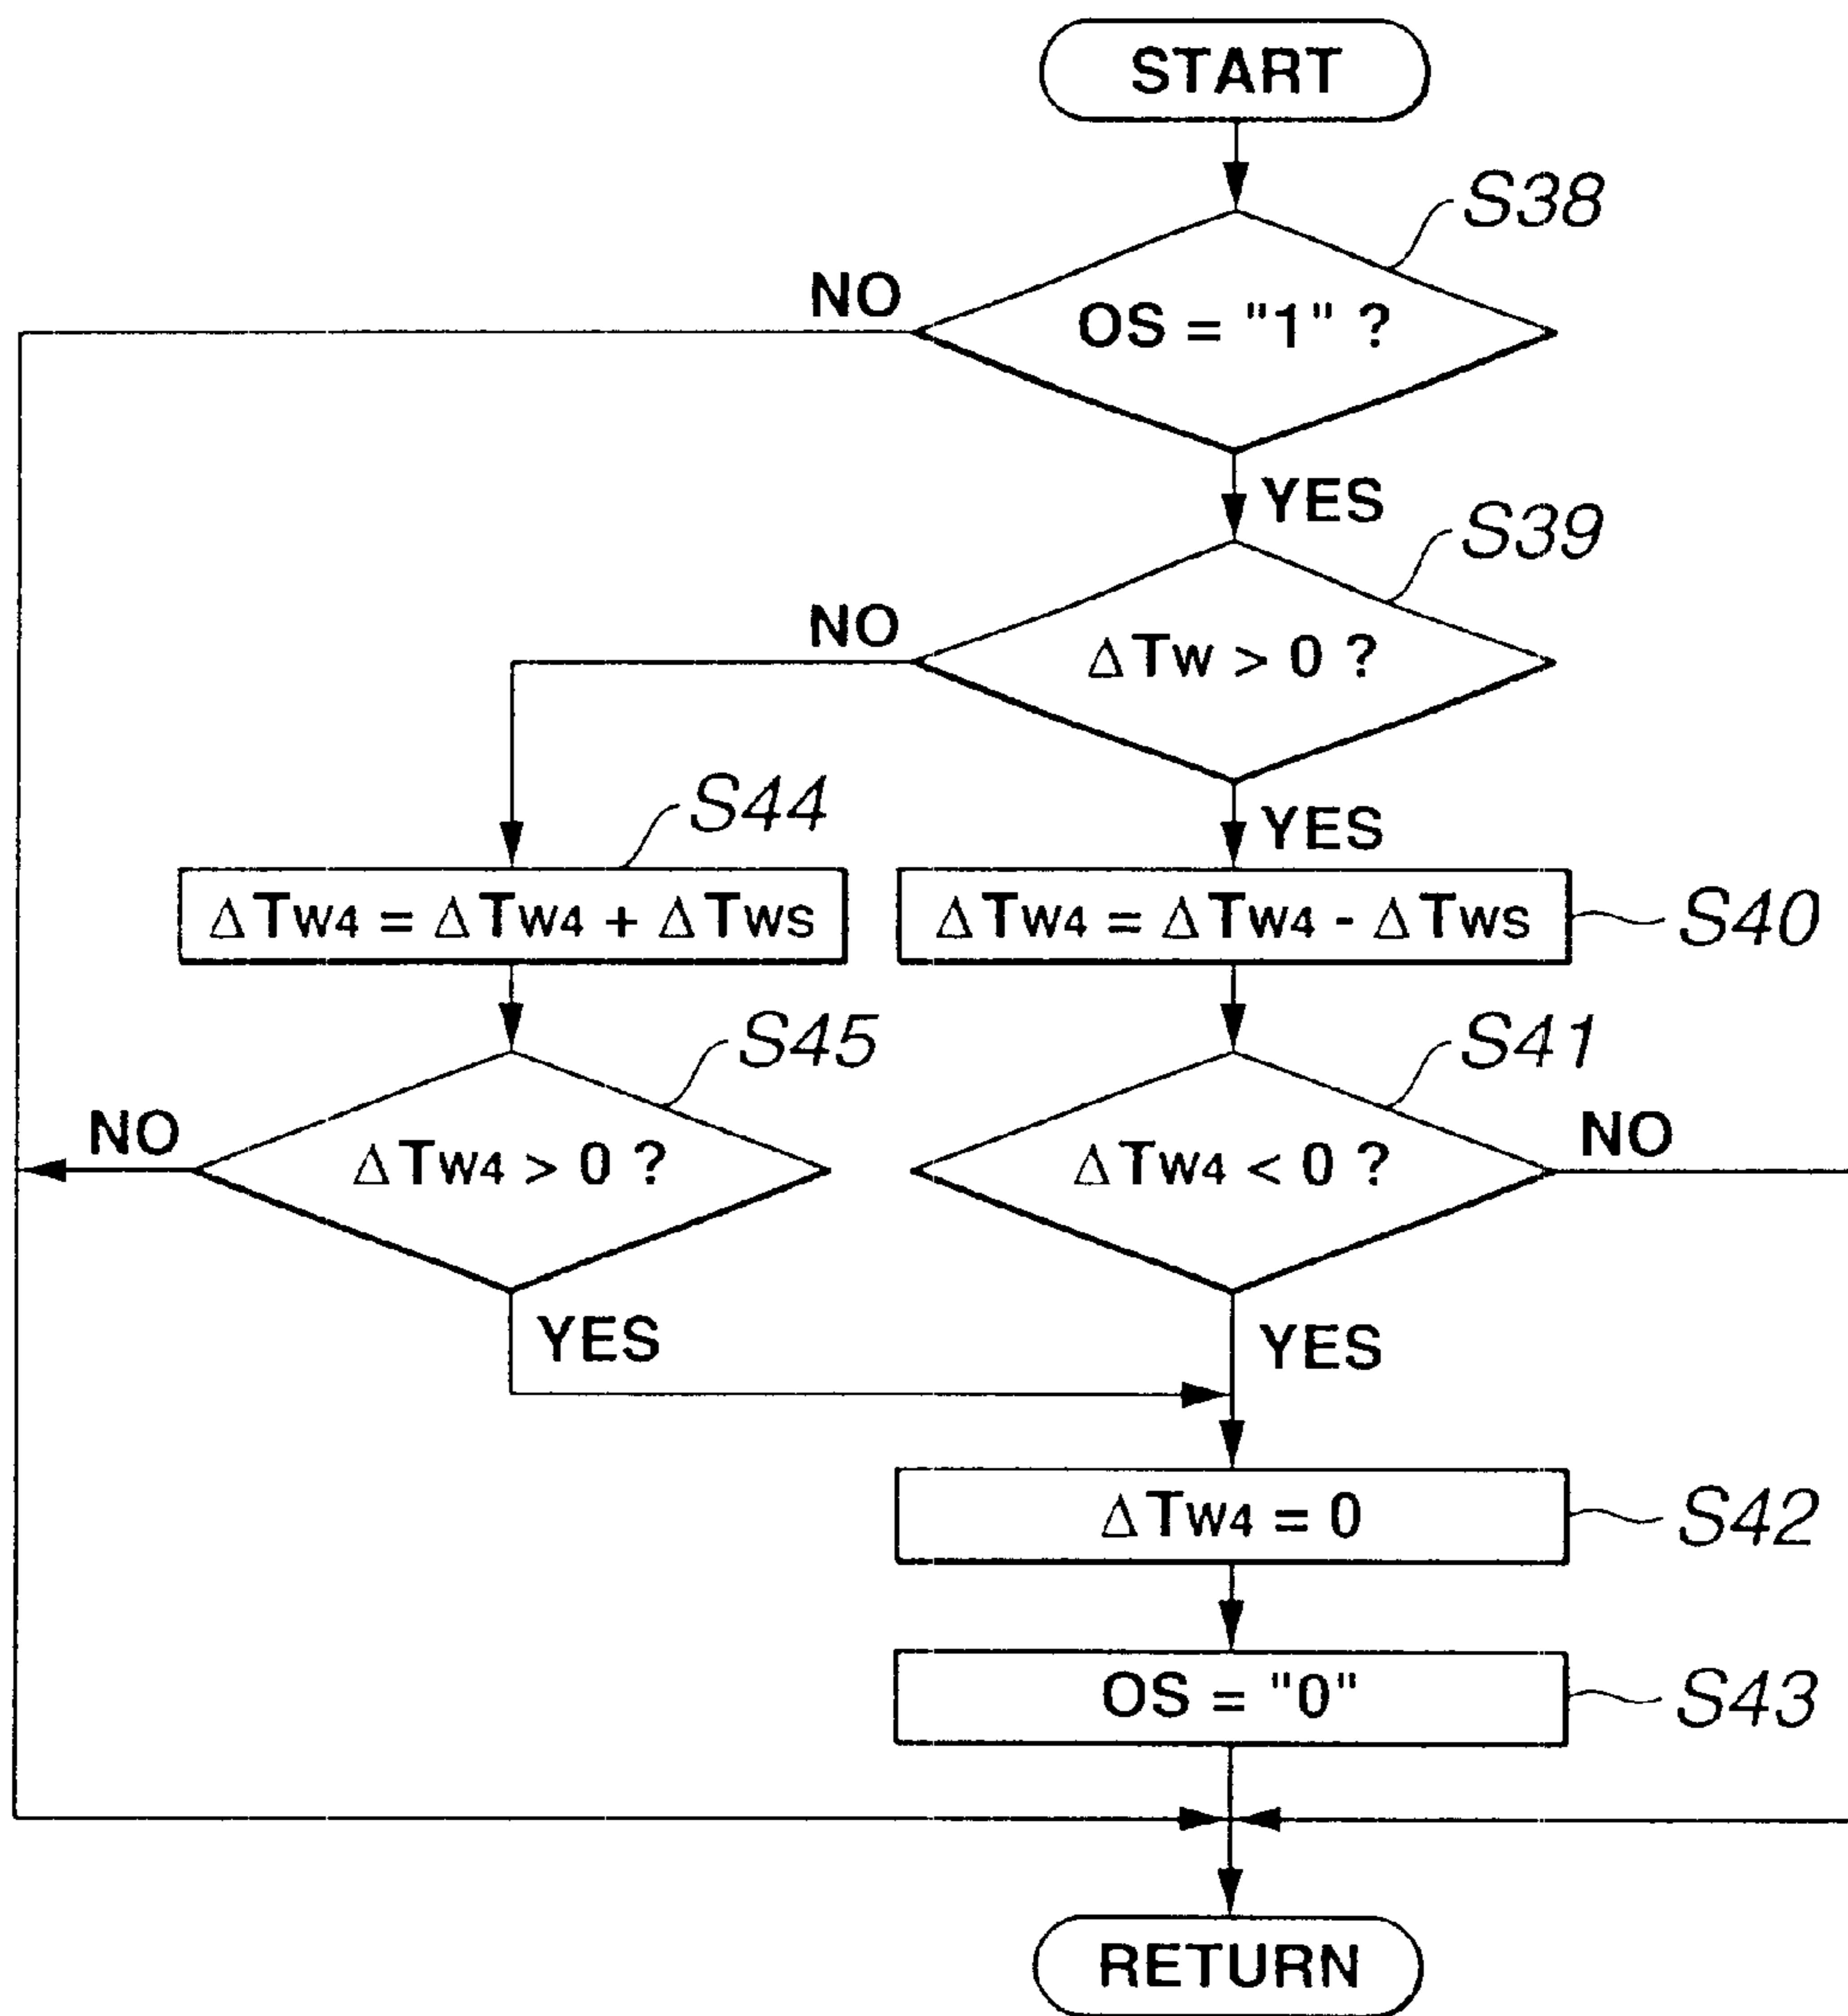 START
S38
NO
OS = "1" ?
YES
S39
NO
ΔTW > 0 ?
S44
YES
ΔTW4 = ΔTW4 + ΔTWS
ΔTW4 = ΔTW4 - ΔTWS
S40
S45
S41
NO
ΔTW4 > 0 ?
ΔTW4 < 0 ?
NO
YES
YES
ΔTW4 = 0
S42
OS = "0"
S43
RETURN